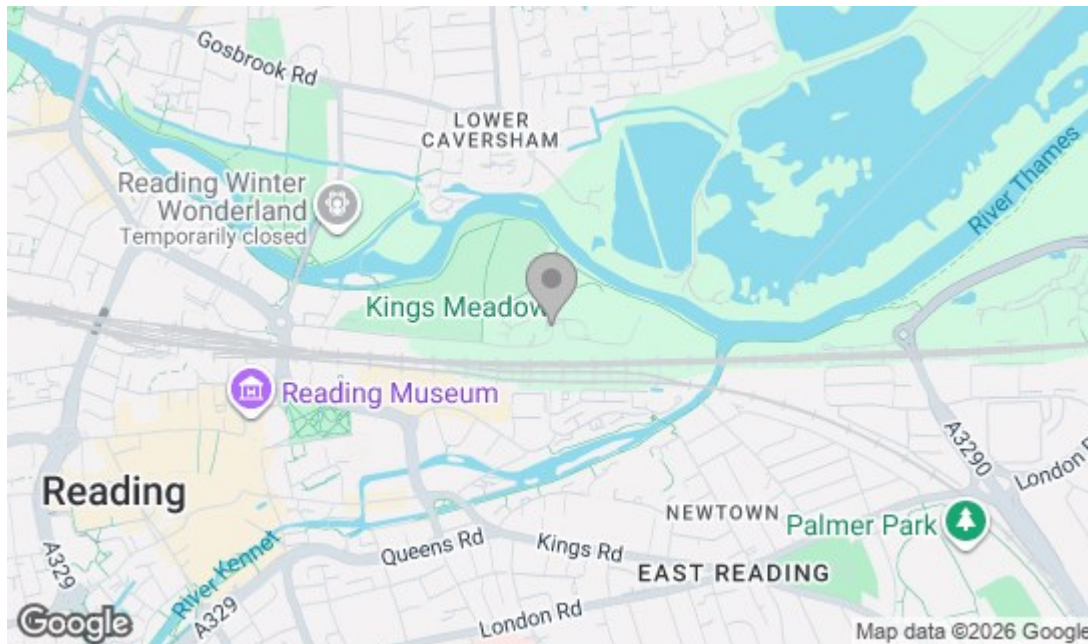 Gosbrook Rd
LOWER
CAVERSHAM
Reading Winter
Wonderland
Temporarily closed
River Thames
Kings Meadow
Reading Museum
A3290
London R
Reading
NEWTOWN
Palmer Park
Queens Rd
Kings Rd
River Kennet
EAST READING
A329
A329
London Rd
Google
Map data ©2026 Google